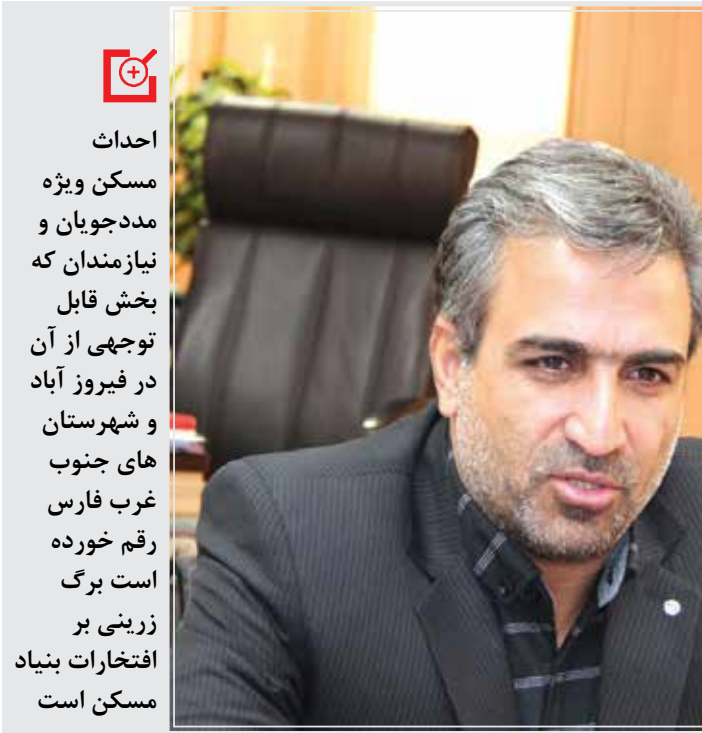 احداث
مسکن ویژه
مددجویان و
نیازمندان که
بخش قابل
توجهی از آن
در فیروز آباد
و شهرستان
های جنوب
غرب فارس
رقم خورده
است برگ
زرینی بر
افتخارات بنیاد
مسکن است